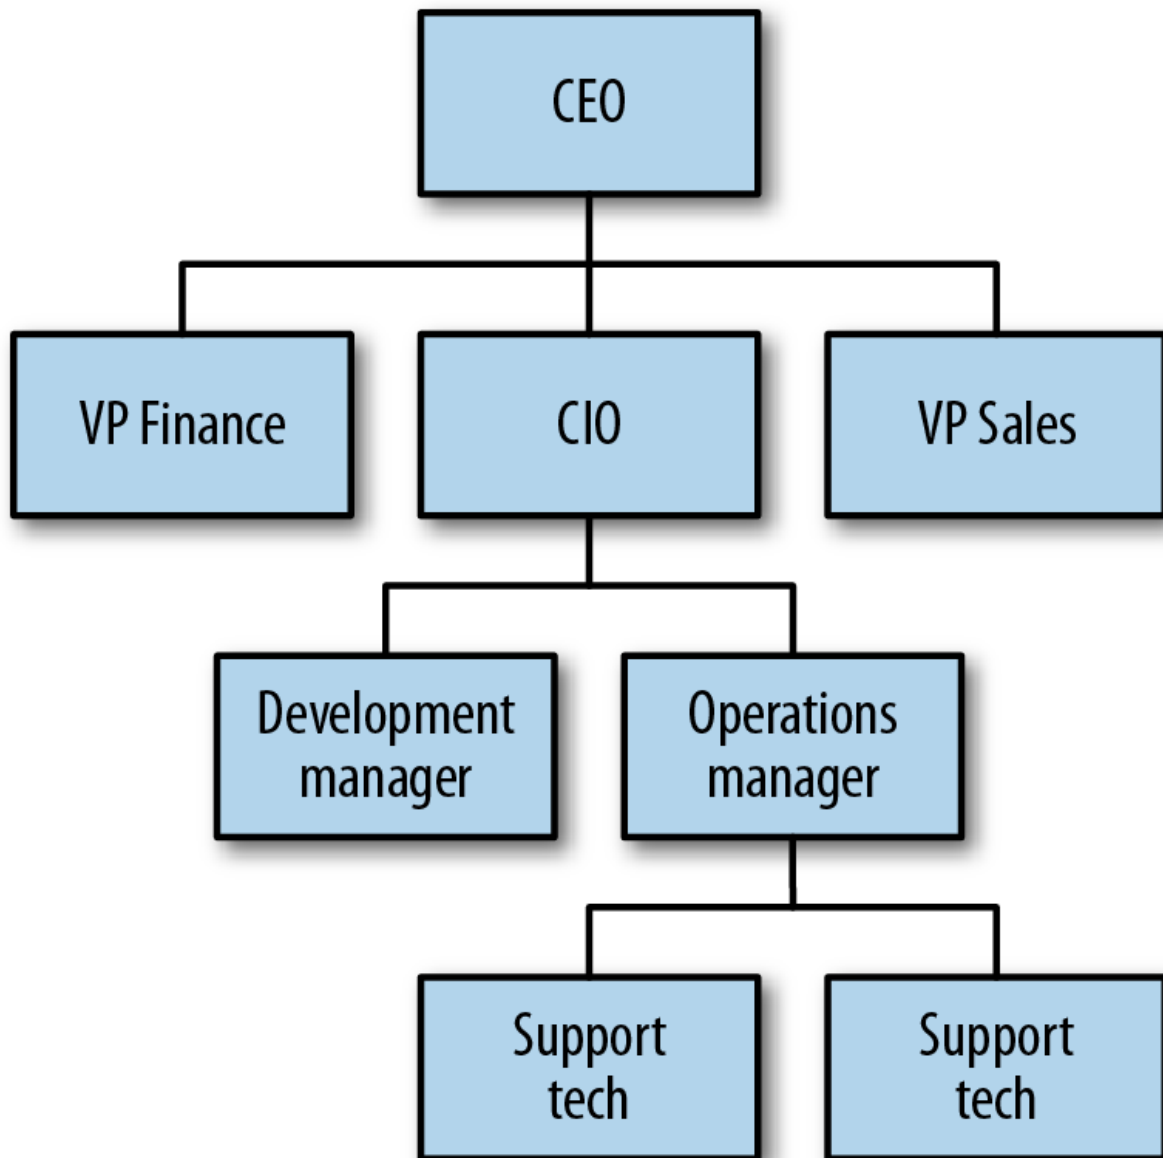 CEO
VP Finance
CIO
VP Sales
Development
manager
Operations
manager
Support
tech
Support
tech